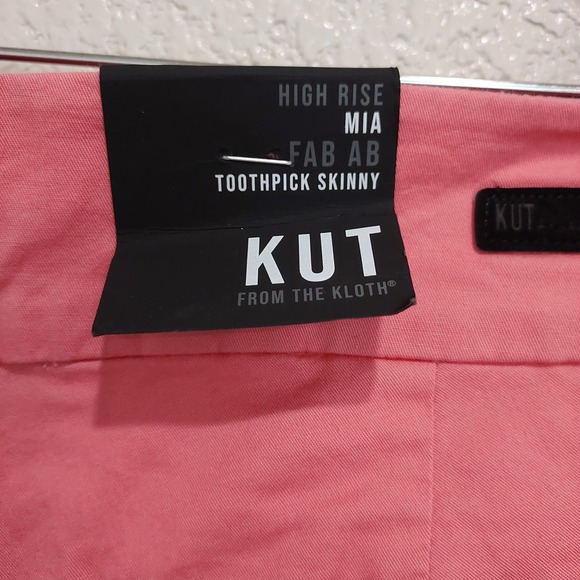 HIGH RISE
MIA
FAB AB
TOOTHPICK SKINNY
KUT
FROM THE KLOTH®
KUT